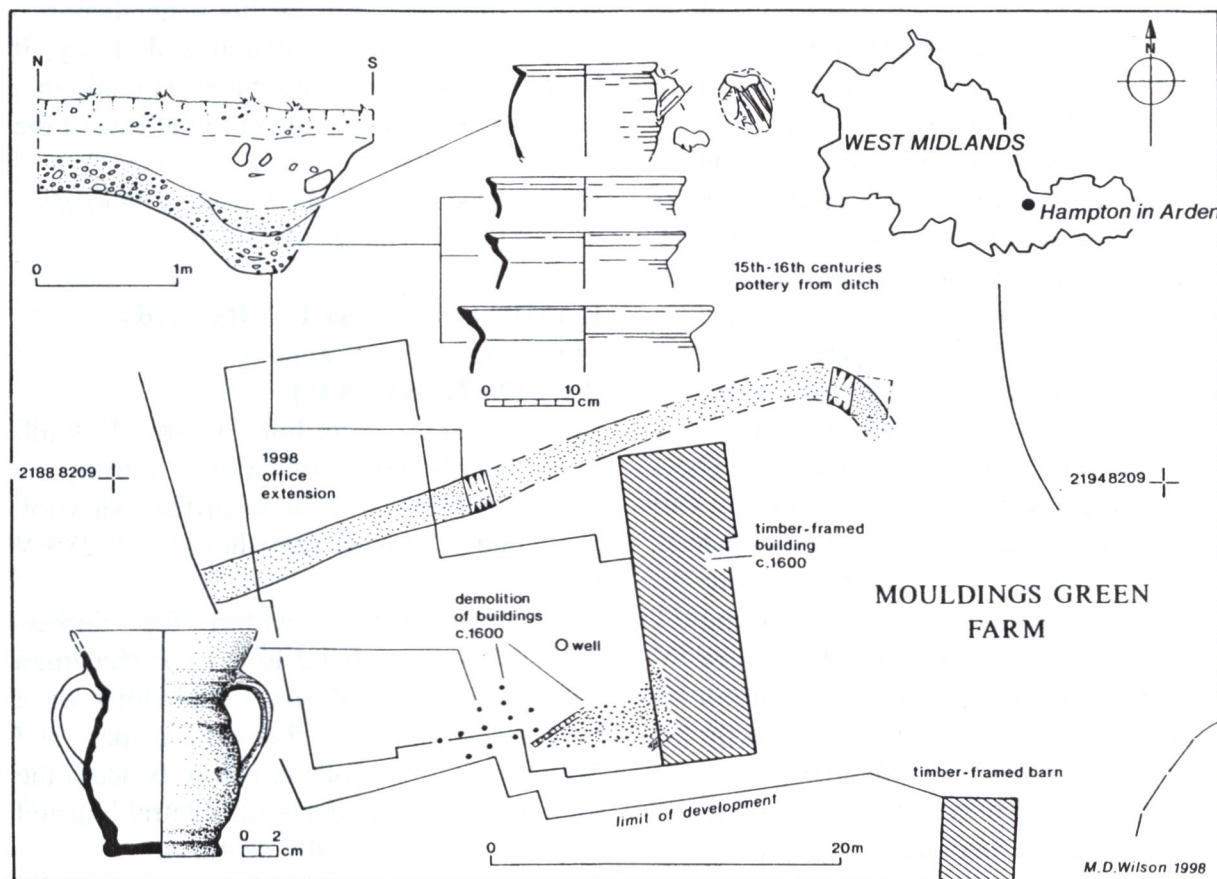 N
S
N
WEST MIDLANDS
Hampton in Arden
0
1m
15th-16th centuries
pottery from ditch
0
10
cm
1998
office
extension
2188 8209
2194 8209
timber-framed
building
c.1600
MOULDINGS GREEN
FARM
demolition
of buildings
c.1600
well
timber-framed barn
limit of development
0 2
cm
0
20m
M.D.Wilson 1998